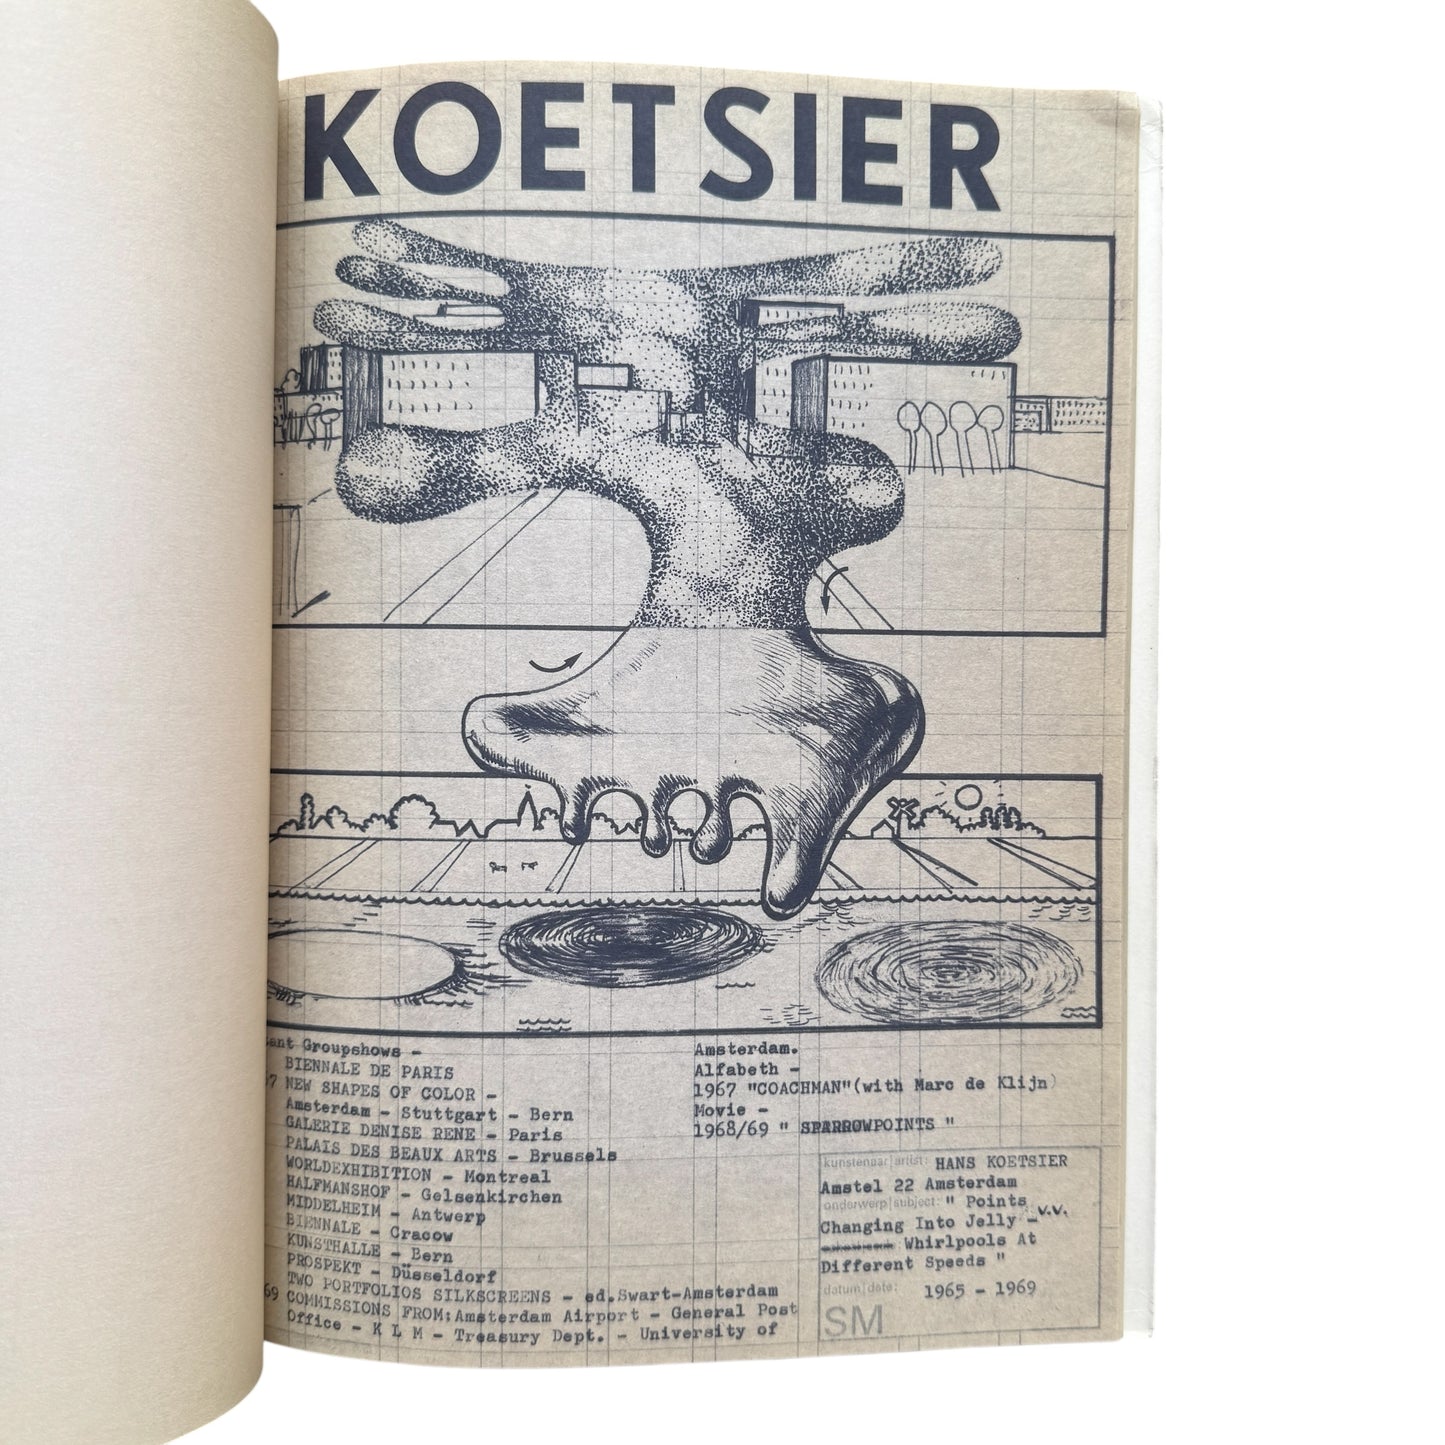 KOETSIER
tant Groupshows -
BIENNALE DE PARIS
7 NEW SHAPES OF COLOR -
Amsterdam - Stuttgart - Bern
GALERIE DENISE RENE - Paris
PALAIS DES BEAUX ARTS - Brussels
WORLDEXHIBITION - Montreal
HALFMANSHOF - Gelsenkirchen
MIDDELHEIM - Antwerp
BIENNALE - Cracow
KUNSTHALLE - Bern
PROSPEKT - Düsseldorf
TWO PORTFOLIOS SILKSCREENS - ed.Swart-Amsterdam
69 COMMISSIONS FROM:Amsterdam Airport - General Post
Office - K L M - Treasury Dept. - University of
Amsterdam.
Alfabeth -
1967 "COACHMAN"(with Marc de Klijn)
Movie -
1968/69 " SPARROWPOINTS "
kunstenaar|artist: HANS KOETSIER
Amstel 22 Amsterdam
onderwerp|subject: " Points
Changing Into Jelly - v.v.
Whirlpools At
Different Speeds "
datum|date: 1965 - 1969
SM